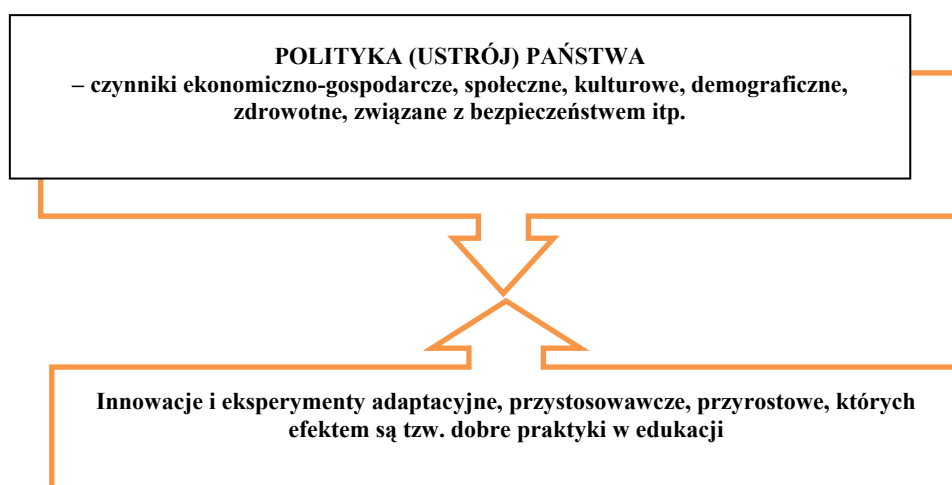 POLITYKA (USTRÓJ) PAŃSTWA
– czynniki ekonomiczno-gospodarcze, społeczne, kulturowe, demograficzne,
zdrowotne, związane z bezpieczeństwem itp.
Innowacje i eksperymenty adaptacyjne, przystosowawcze, przyrostowe, których
efektem są tzw. dobre praktyki w edukacji